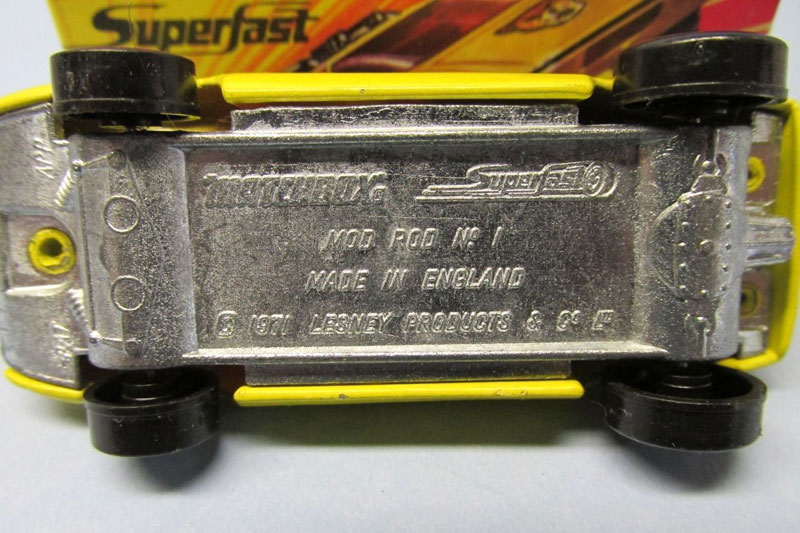 Superfast
MATCHBOX Superfast
MOD ROD Nº 1
MADE IN ENGLAND
© 1971 LESNEY PRODUCTS & Cº Lᵀᴰ